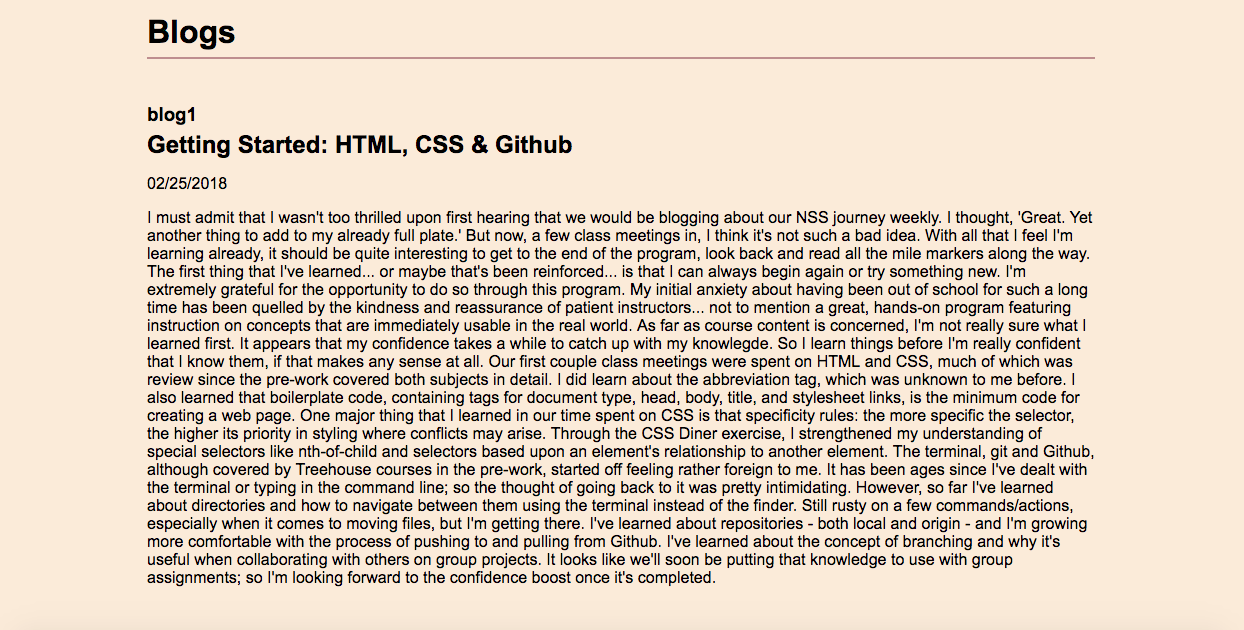 Blogs
blog1
Getting Started: HTML, CSS & Github
02/25/2018
I must admit that I wasn't too thrilled upon first hearing that we would be blogging about our NSS journey weekly. I thought, 'Great. Yet
another thing to add to my already full plate.' But now, a few class meetings in, I think it's not such a bad idea. With all that I feel I'm
learning already, it should be quite interesting to get to the end of the program, look back and read all the mile markers along the way.
The first thing that I've learned... or maybe that's been reinforced... is that I can always begin again or try something new. I'm
extremely grateful for the opportunity to do so through this program. My initial anxiety about having been out of school for such a long
time has been quelled by the kindness and reassurance of patient instructors... not to mention a great, hands-on program featuring
instruction on concepts that are immediately usable in the real world. As far as course content is concerned, I'm not really sure what I
learned first. It appears that my confidence takes a while to catch up with my knowlegde. So I learn things before I'm really confident
that I know them, if that makes any sense at all. Our first couple class meetings were spent on HTML and CSS, much of which was
review since the pre-work covered both subjects in detail. I did learn about the abbreviation tag, which was unknown to me before. I
also learned that boilerplate code, containing tags for document type, head, body, title, and stylesheet links, is the minimum code for
creating a web page. One major thing that I learned in our time spent on CSS is that specificity rules: the more specific the selector,
the higher its priority in styling where conflicts may arise. Through the CSS Diner exercise, I strengthened my understanding of
special selectors like nth-of-child and selectors based upon an element's relationship to another element. The terminal, git and Github,
although covered by Treehouse courses in the pre-work, started off feeling rather foreign to me. It has been ages since I've dealt with
the terminal or typing in the command line; so the thought of going back to it was pretty intimidating. However, so far I've learned
about directories and how to navigate between them using the terminal instead of the finder. Still rusty on a few commands/actions,
especially when it comes to moving files, but I'm getting there. I've learned about repositories - both local and origin - and I'm growing
more comfortable with the process of pushing to and pulling from Github. I've learned about the concept of branching and why it's
useful when collaborating with others on group projects. It looks like we'll soon be putting that knowledge to use with group
assignments; so I'm looking forward to the confidence boost once it's completed.